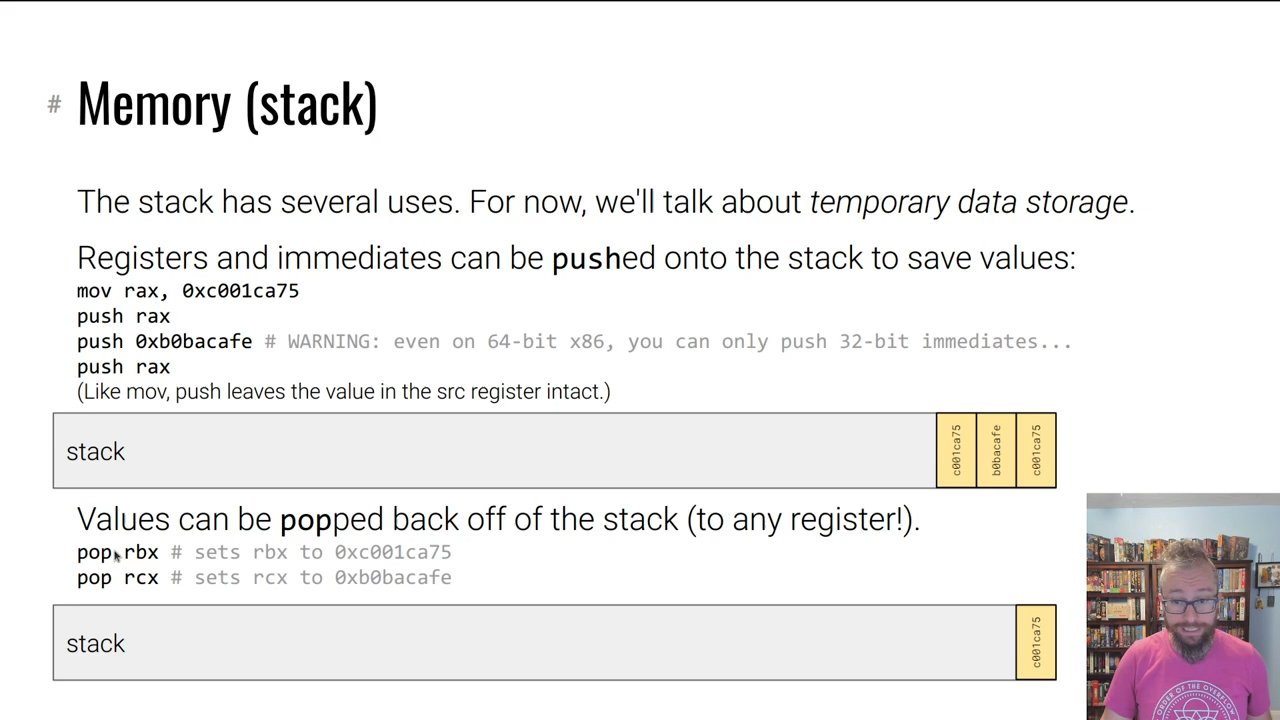 # Memory (stack)
The stack has several uses. For now, we'll talk about temporary data storage.
Registers and immediates can be pushed onto the stack to save values:
mov rax, 0xc001ca75
push rax
push 0xb0bacafe # WARNING: even on 64-bit x86, you can only push 32-bit immediates...
push rax
(Like mov, push leaves the value in the src register intact.)
stack
c001ca75
b0bacafe
c001ca75
Values can be popped back off of the stack (to any register!).
pop rbx # sets rbx to 0xc001ca75
pop rcx # sets rcx to 0xb0bacafe
stack
c001ca75
ORDER OF THE OVERFLOW